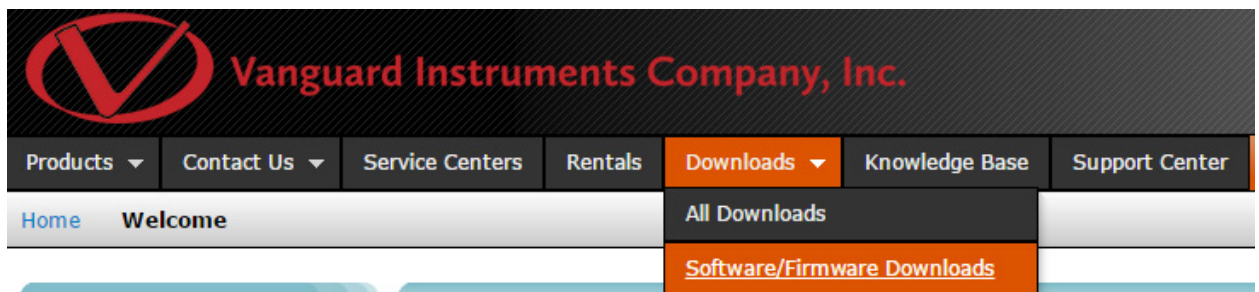 Vanguard Instruments Company, Inc.
Products Contact Us Service Centers Rentals Downloads Knowledge Base Support Center
Home Welcome
All Downloads
Software/Firmware Downloads